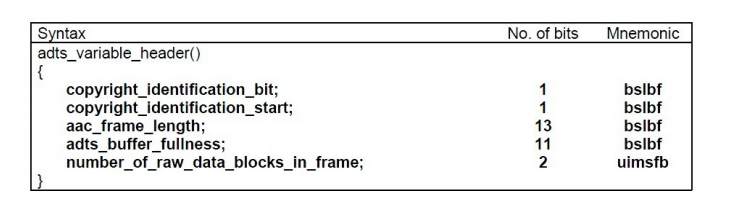 Syntax No. of bits Mnemonic
adts_variable_header()
{
copyright_identification_bit; 1 bslbf
copyright_identification_start; 1 bslbf
aac_frame_length; 13 bslbf
adts_buffer_fullness; 11 bslbf
number_of_raw_data_blocks_in_frame; 2 uimsfb
}